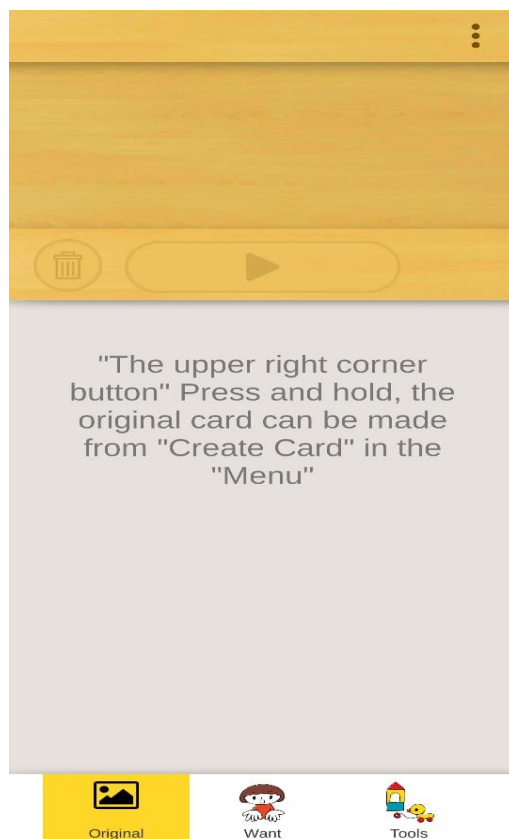 "The upper right corner
button" Press and hold, the
original card can be made
from "Create Card" in the
"Menu"
Original
Want
Tools